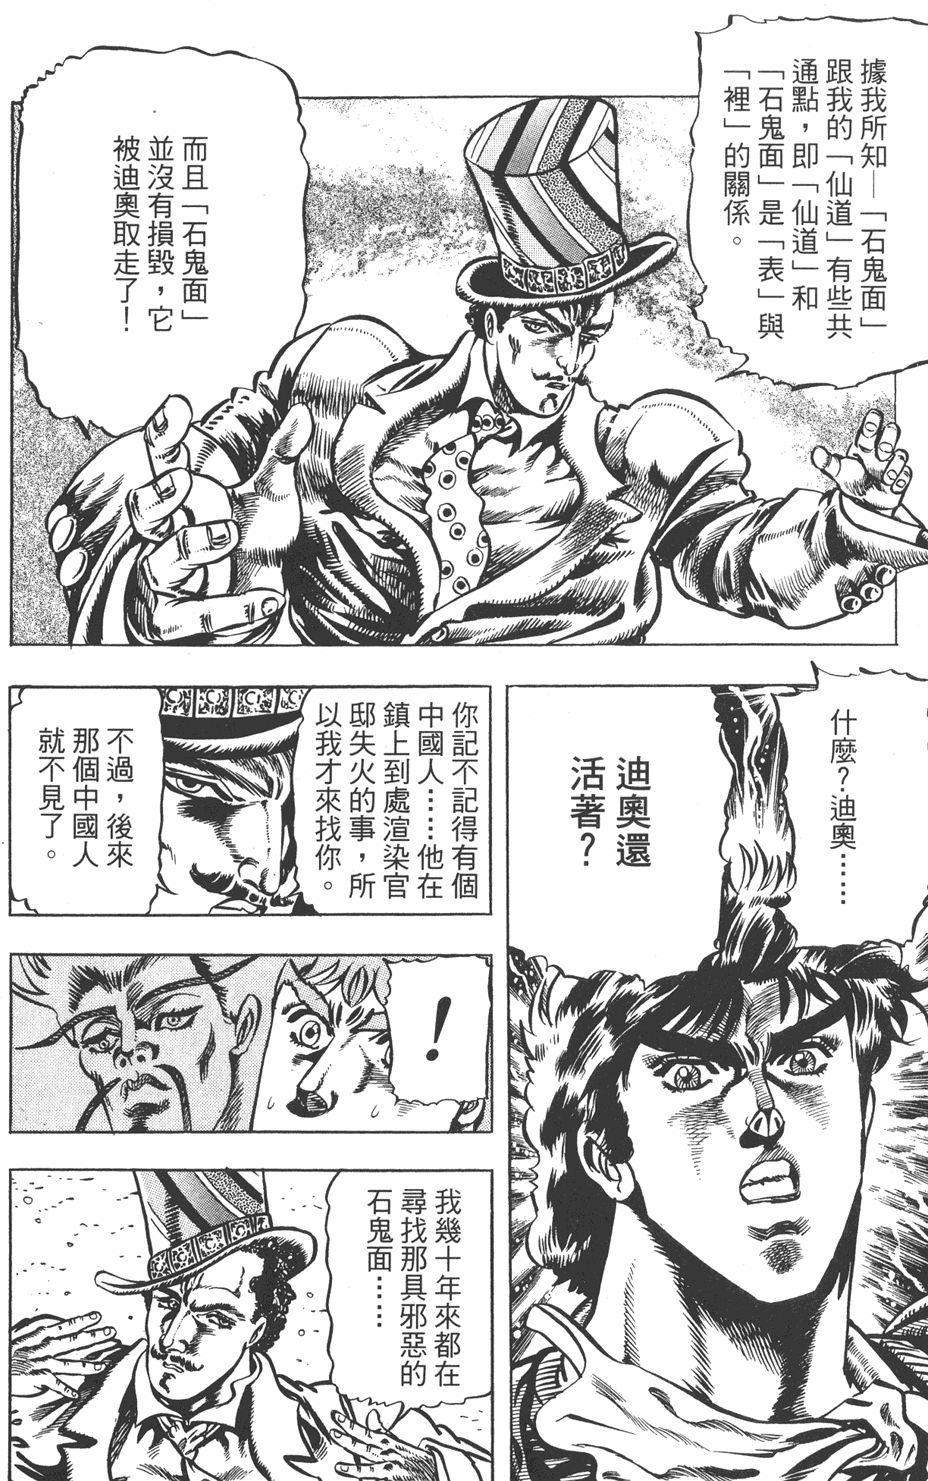 據我所知—「石鬼面」
跟我的「仙道」有些共
通點，即「仙道」和
「石鬼面」是「表」與
「裡」的關係。
而且「石鬼面」
並沒有損毀，它
被迪奧取走了！
什麼？迪奧……
迪奧還
活著？
你記不記得有個
中國人……他在
鎮上到處渲染官
邸失火的事，所
以我才來找你。
不過，後來
那個中國人
就不見了。
！
我幾十年來都在
尋找那具邪惡的
石鬼面……